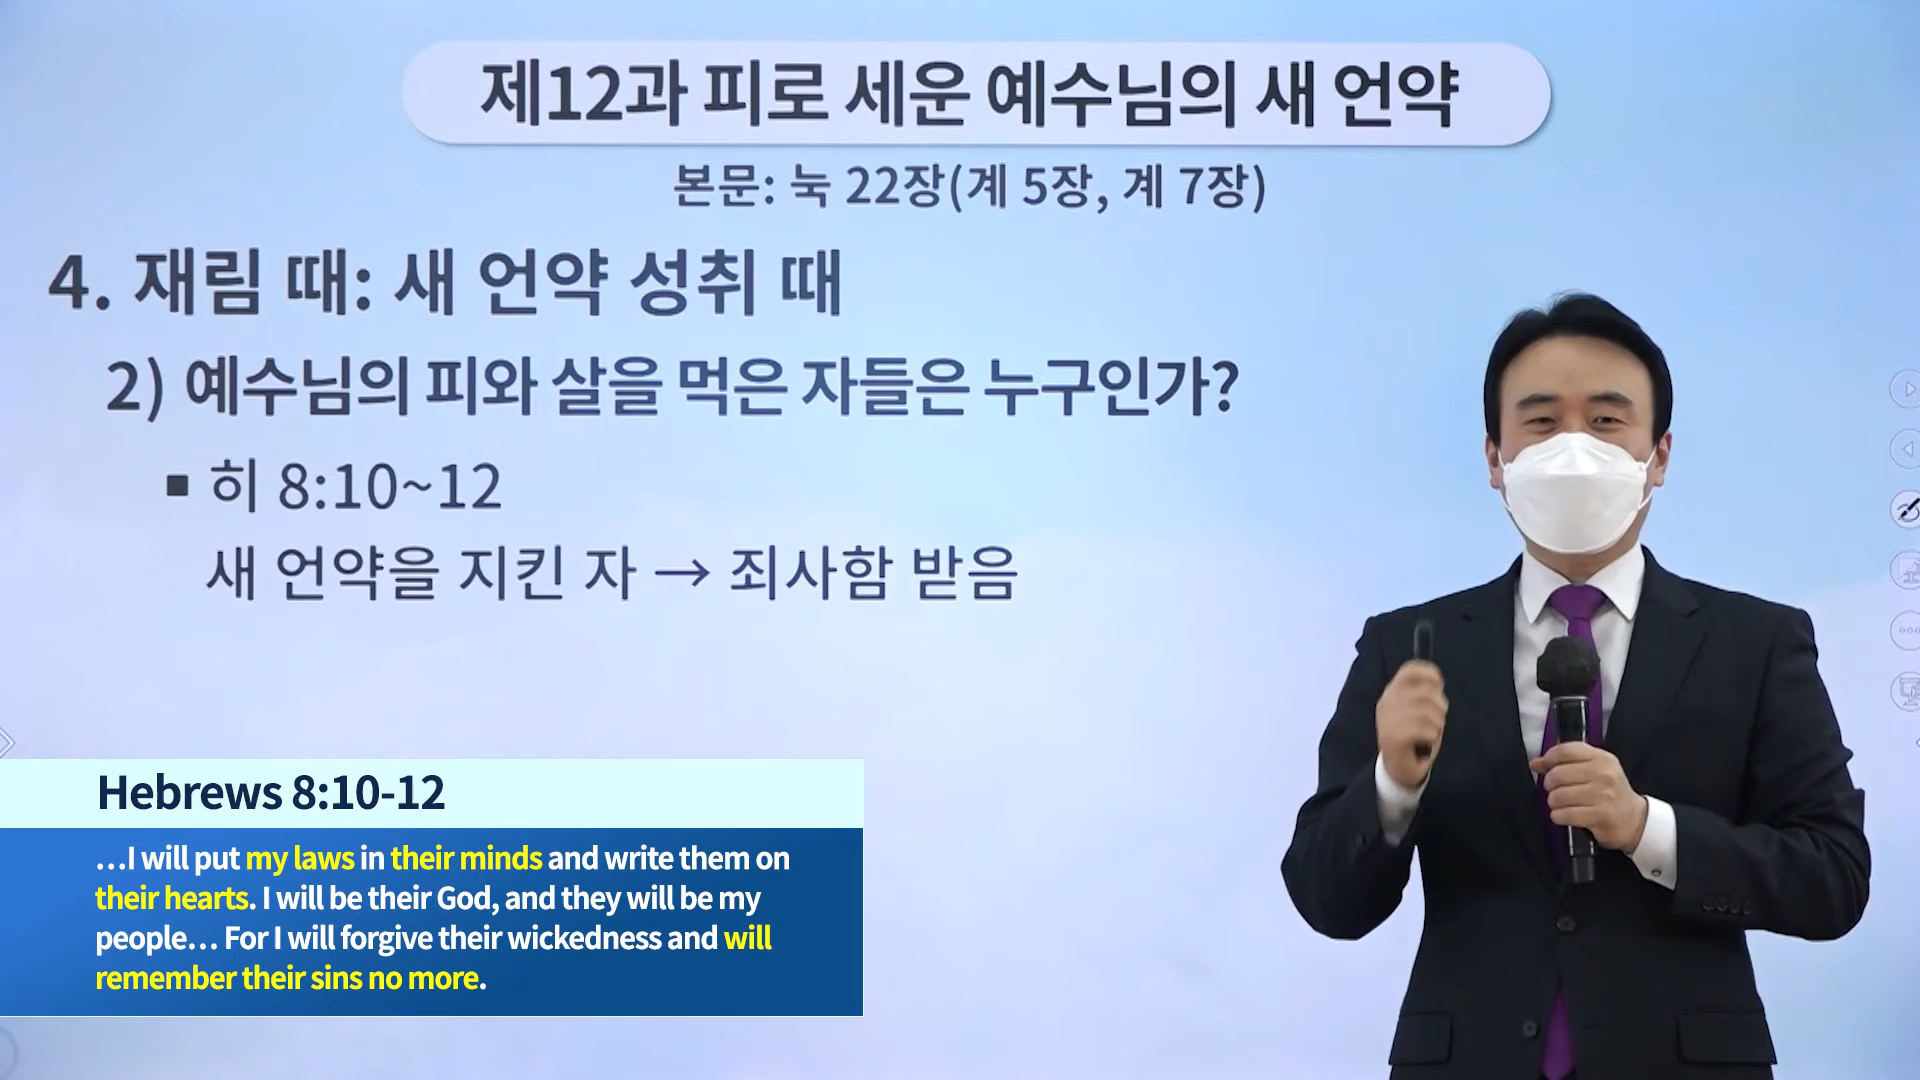 제12과 피로 세운 예수님의 새 언약
본문: 눅 22장(계 5장, 계 7장)
4. 재림 때: 새 언약 성취 때
2) 예수님의 피와 살을 먹은 자들은 누구인가?
▪ 히 8:10~12
새 언약을 지킨 자 → 죄사함 받음
Hebrews 8:10-12
…I will put my laws in their minds and write them on
their hearts. I will be their God, and they will be my
people… For I will forgive their wickedness and will
remember their sins no more.